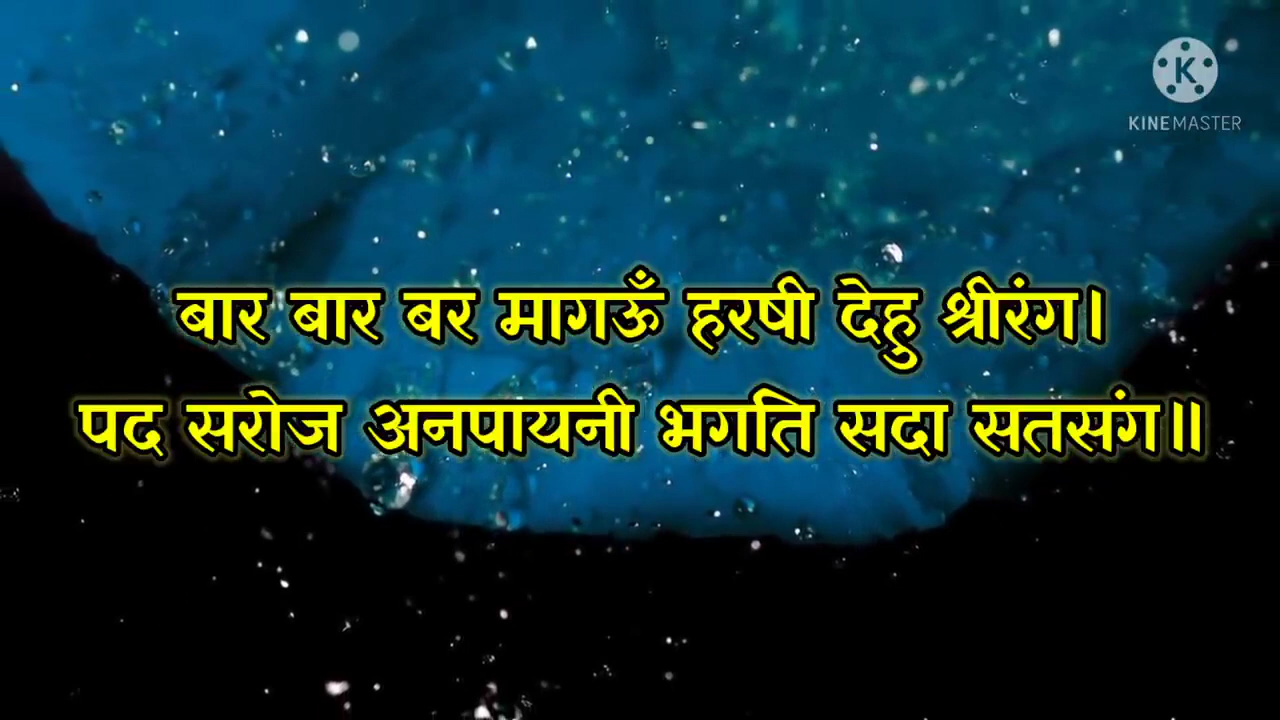 KINEMASTER
बार बार बर मागऊँ हरषी देहु श्रीरंग।
पद सरोज अनपायनी भगति सदा सतसंग॥